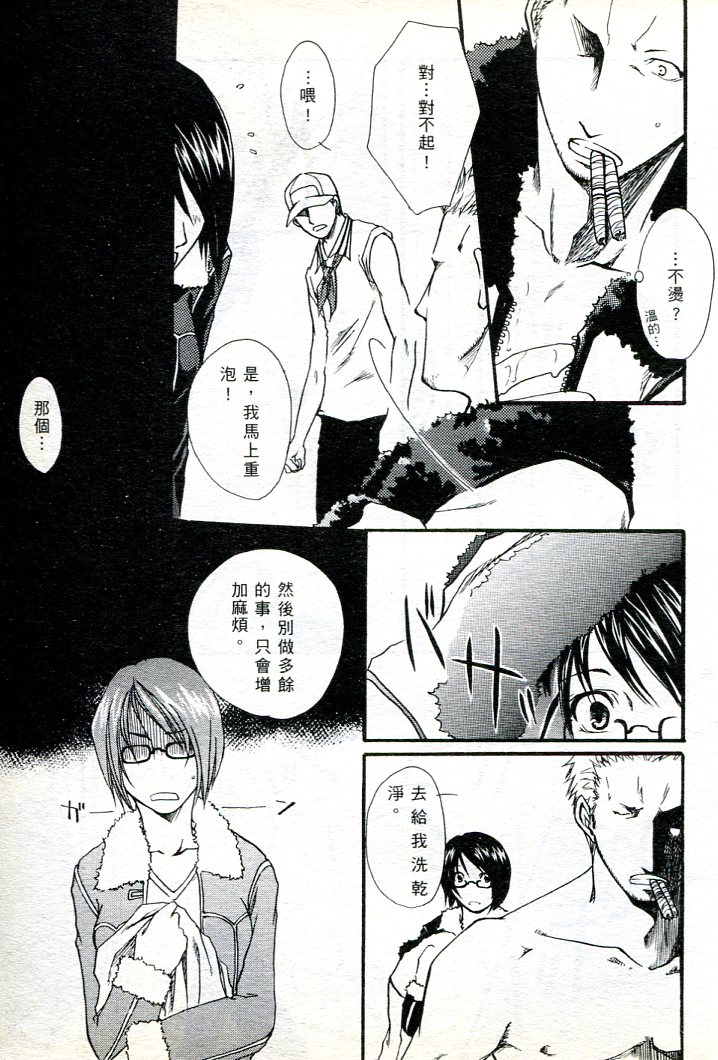 …不燙？
溫的…
對…對不起！
…喂！
是，我馬上重
泡！
那個…
去給我洗乾
淨。
然後別做多餘
的事，只會增
加麻煩。
ガーン